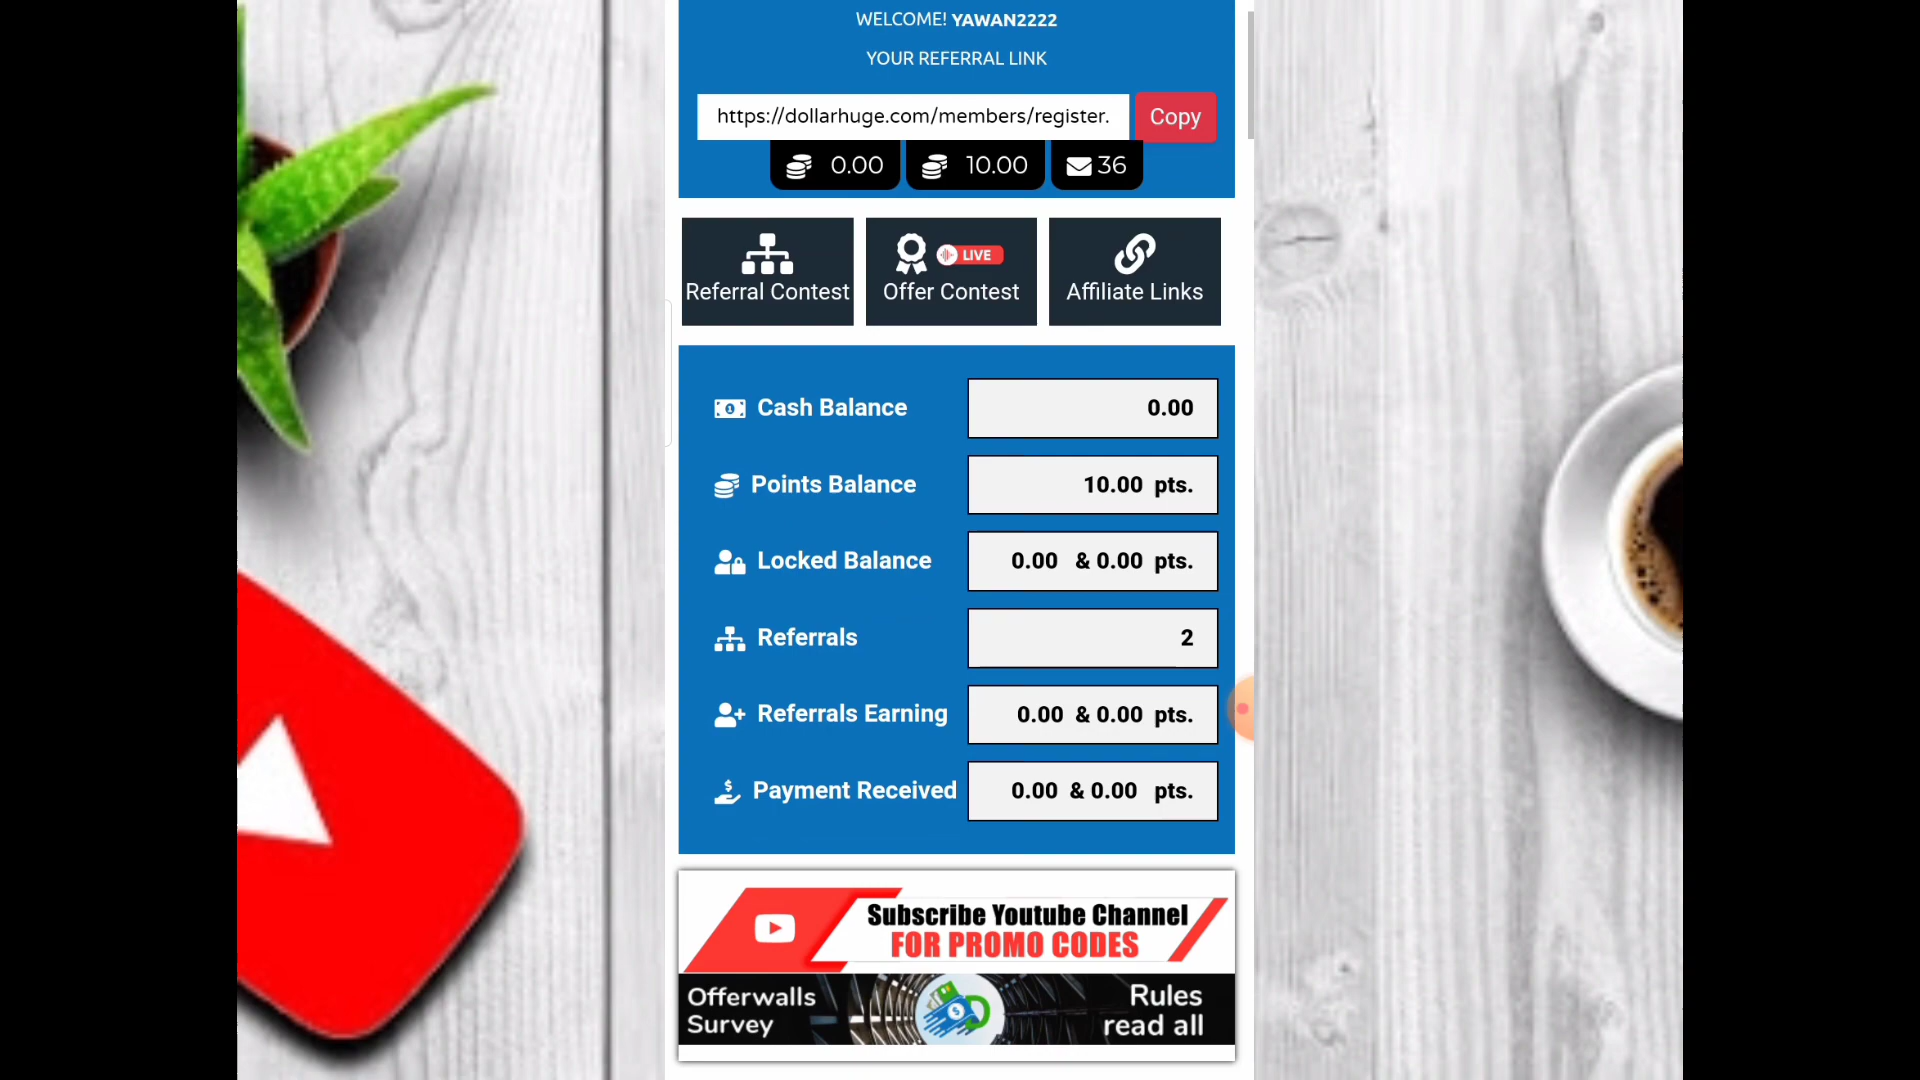 WELCOME! YAWAN2222
YOUR REFERRAL LINK
https://dollarhuge.com/members/register. Copy
0.00 10.00 36
LIVE
Referral Contest Offer Contest Affiliate Links
Cash Balance 0.00
Points Balance 10.00 pts.
Locked Balance 0.00 & 0.00 pts.
Referrals 2
Referrals Earning 0.00 & 0.00 pts.
Payment Received 0.00 & 0.00 pts.
Subscribe Youtube Channel
FOR PROMO CODES
Offerwalls Rules
Survey read all